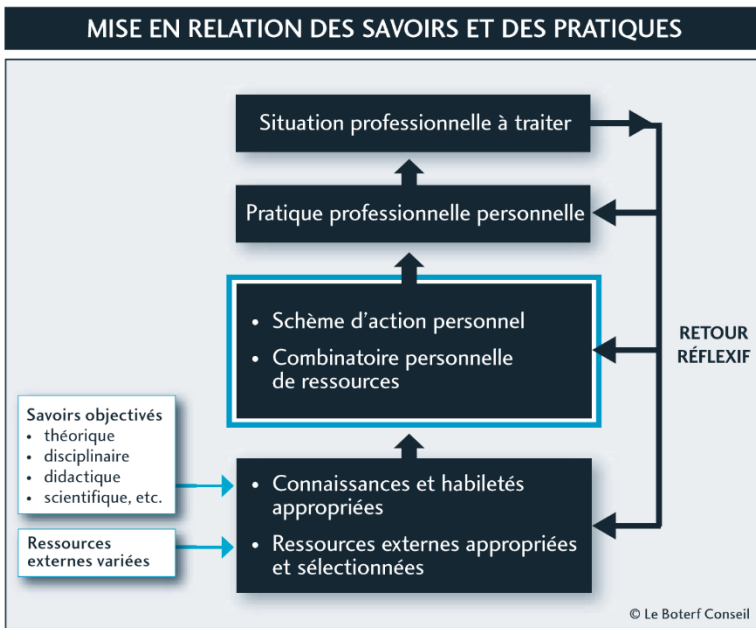 MISE EN RELATION DES SAVOIRS ET DES PRATIQUES
Situation professionnelle à traiter
Pratique professionnelle personnelle
• Schème d'action personnel
• Combinatoire personnelle
de ressources
RETOUR
RÉFLEXIF
Savoirs objectivés
• théorique
• disciplinaire
• didactique
• scientifique, etc.
Ressources
externes variées
• Connaissances et habiletés
appropriées
• Ressources externes appropriées
et sélectionnées
© Le Boterf Conseil